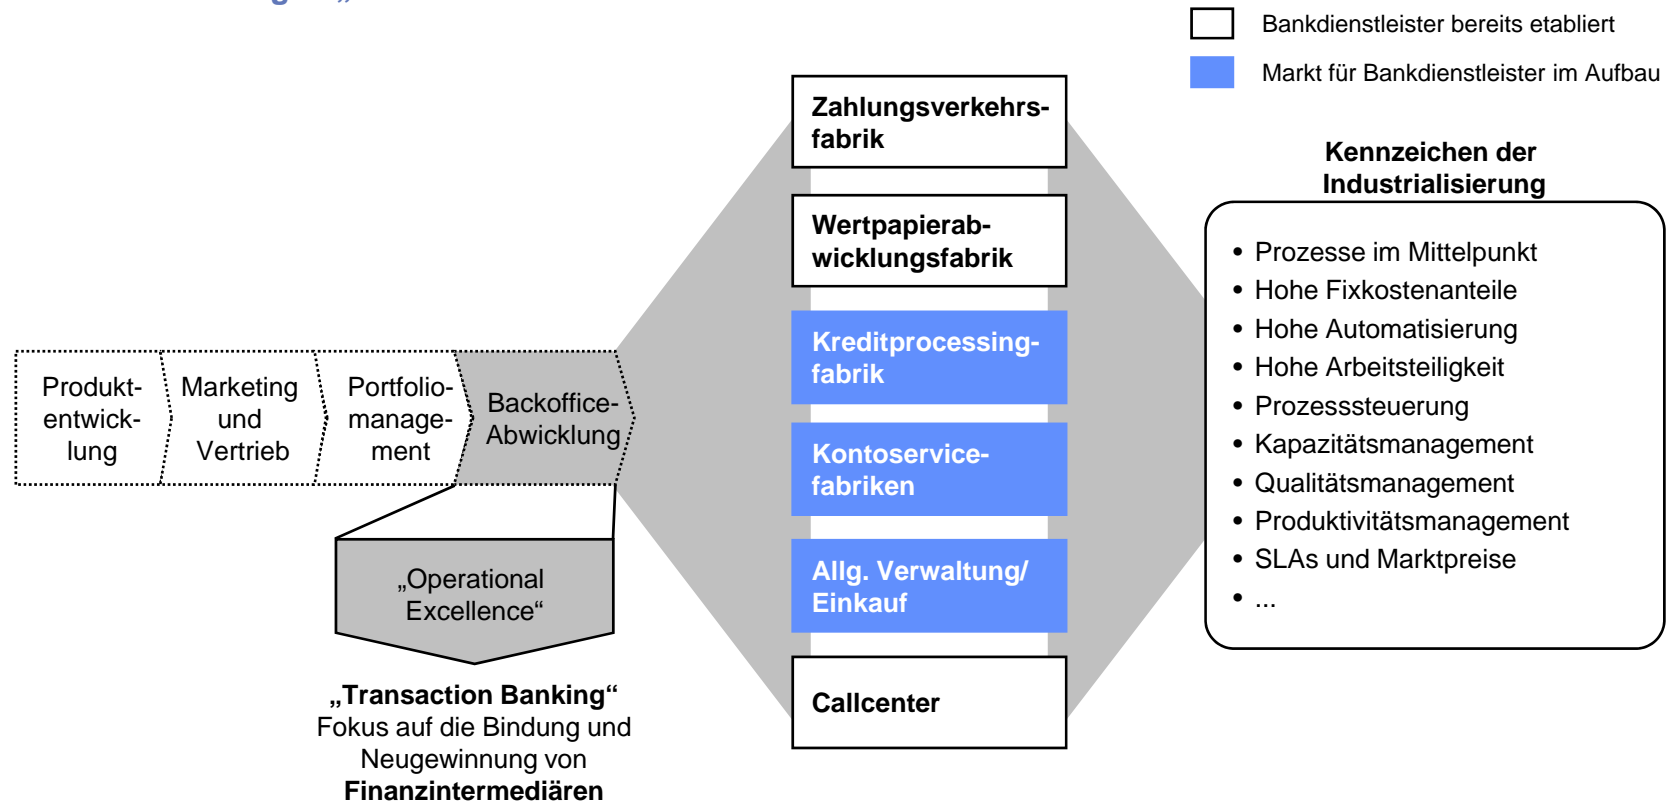 Bankdienstleister bereits etabliert
Markt für Bankdienstleister im Aufbau
Zahlungsverkehrs-
fabrik
Wertpapierab-
wicklungsfabrik
Kreditprocessing-
fabrik
Kontoservice-
fabriken
Allg. Verwaltung/
Einkauf
Callcenter
Kennzeichen der
Industrialisierung
• Prozesse im Mittelpunkt
• Hohe Fixkostenanteile
• Hohe Automatisierung
• Hohe Arbeitsteiligkeit
• Prozesssteuerung
• Kapazitätsmanagement
• Qualitätsmanagement
• Produktivitätsmanagement
• SLAs und Marktpreise
• ...
Produkt-
entwick-
lung
Marketing
und
Vertrieb
Portfolio-
manage-
ment
Backoffice-
Abwicklung
„Operational
Excellence“
„Transaction Banking“
Fokus auf die Bindung und
Neugewinnung von
Finanzintermediären